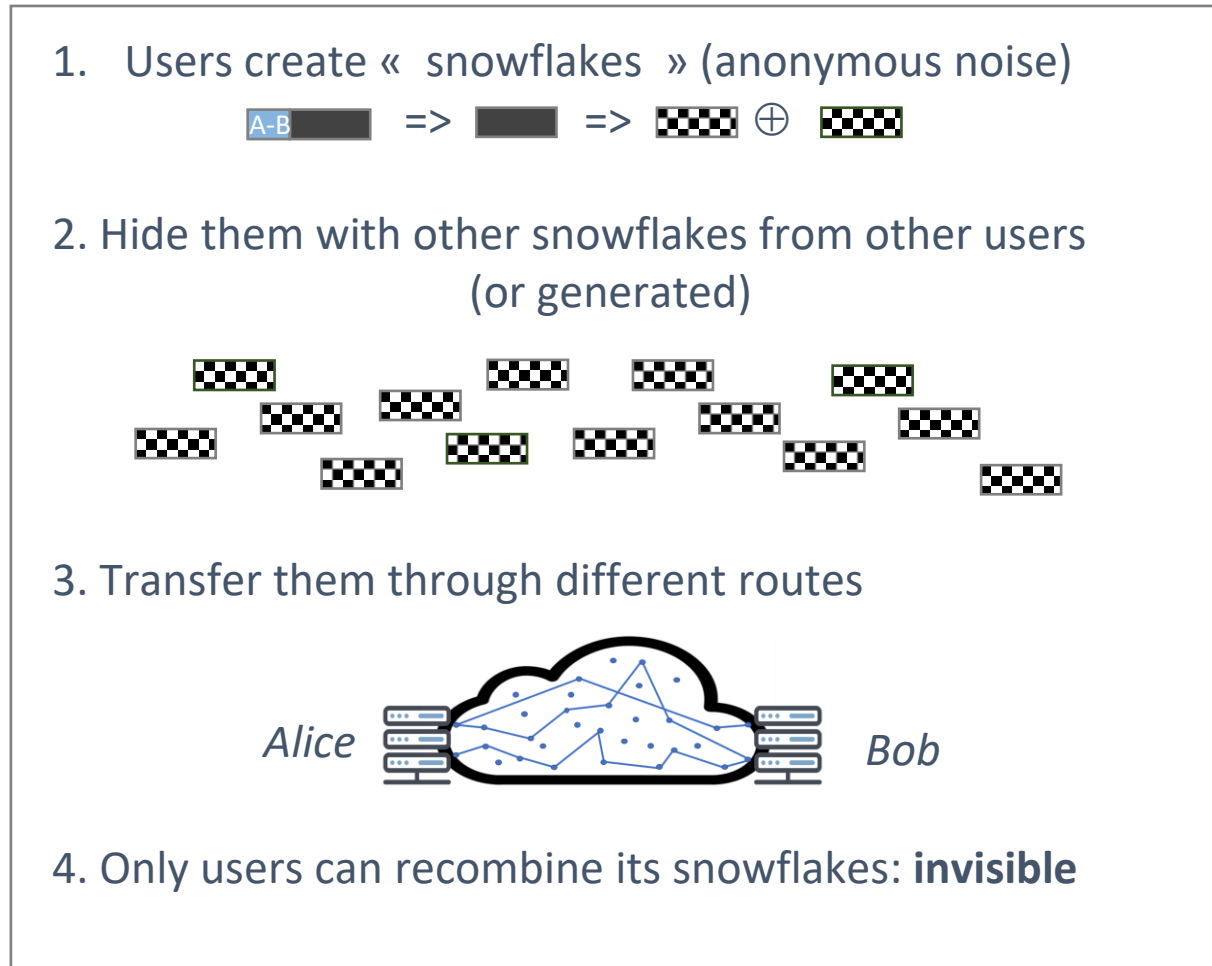 1. Users create « snowflakes » (anonymous noise)
A-B => => ⊕
2. Hide them with other snowflakes from other users
(or generated)
3. Transfer them through different routes
Alice Bob
4. Only users can recombine its snowflakes: invisible